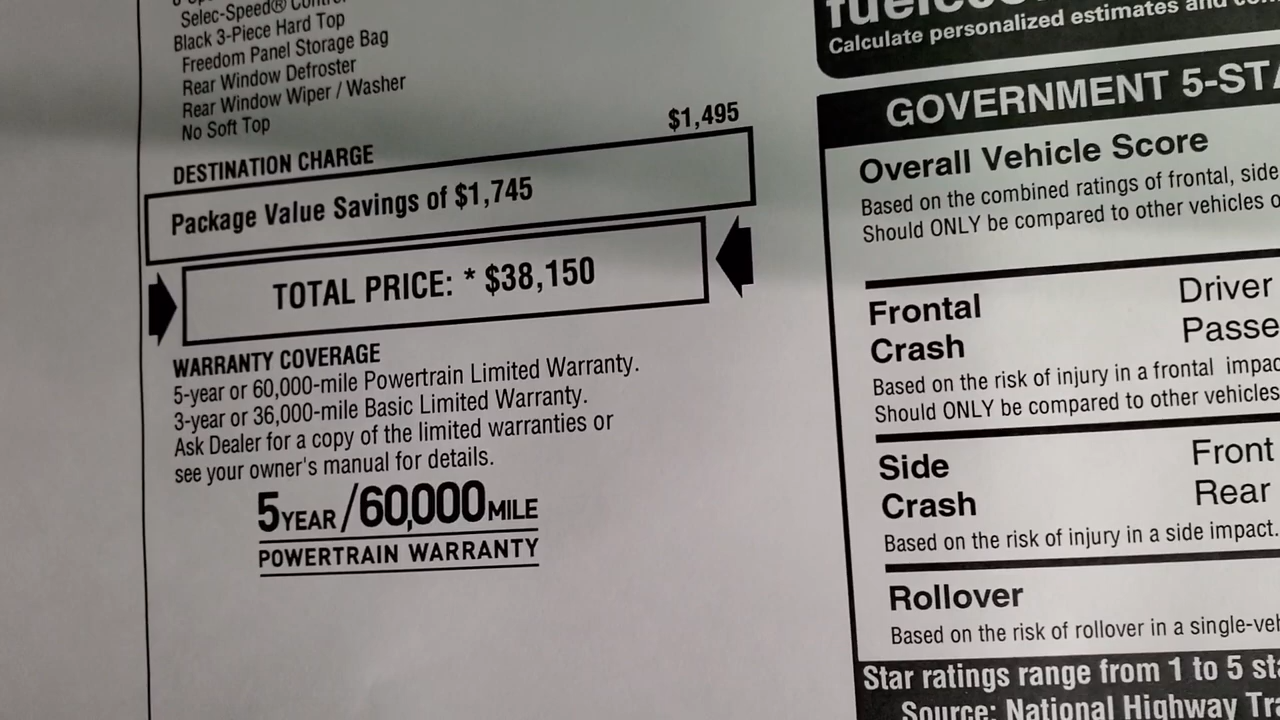 Selec-Speed®
Black 3-Piece Hard Top
Freedom Panel Storage Bag
Rear Window Defroster
Rear Window Wiper / Washer
No Soft Top
DESTINATION CHARGE $1,495
Package Value Savings of $1,745
TOTAL PRICE: * $38,150
WARRANTY COVERAGE
5-year or 60,000-mile Powertrain Limited Warranty.
3-year or 36,000-mile Basic Limited Warranty.
Ask Dealer for a copy of the limited warranties or
see your owner's manual for details.
5 YEAR/60,000 MILE
POWERTRAIN WARRANTY
Calculate personalized estimates and
GOVERNMENT 5-STA
Overall Vehicle Score
Based on the combined ratings of frontal, side
Should ONLY be compared to other vehicles o
Frontal Driver
Crash Passe
Based on the risk of injury in a frontal impac
Should ONLY be compared to other vehicles
Side Front
Crash Rear
Based on the risk of injury in a side impact.
Rollover
Based on the risk of rollover in a single-veh
Star ratings range from 1 to 5 sta
Source: National Highway Tra